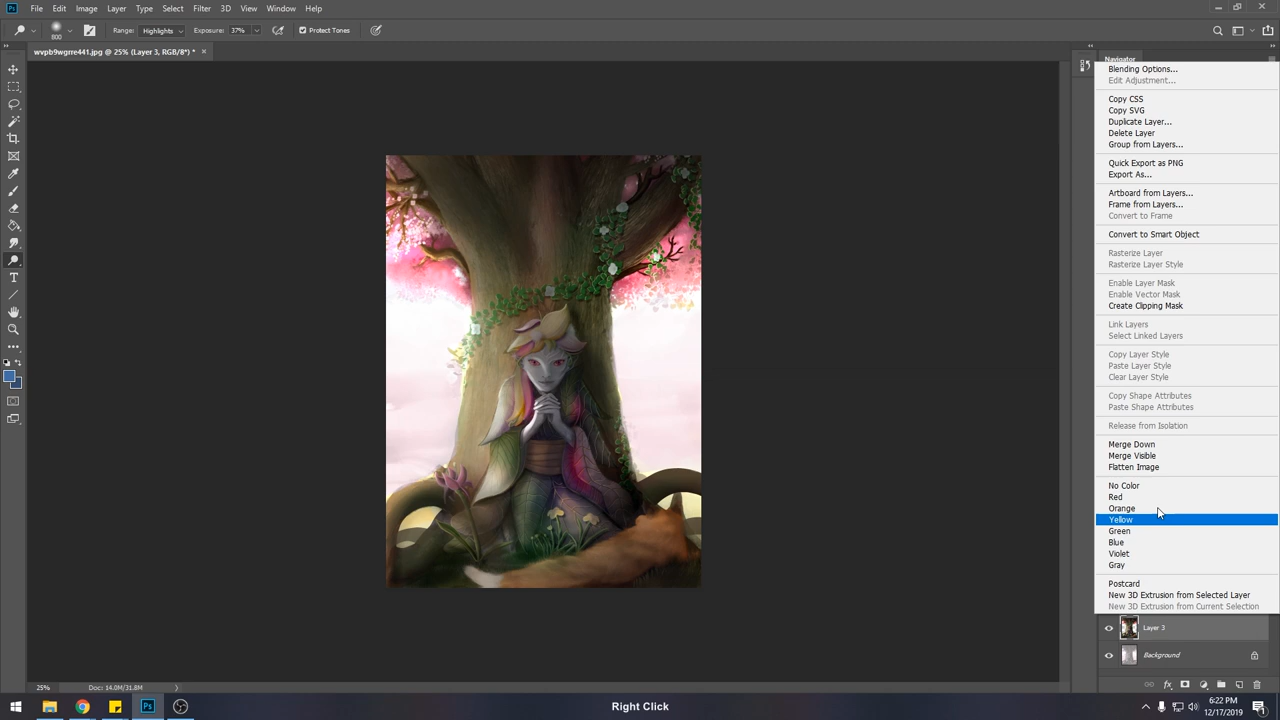 File Edit Image Layer Type Select Filter 3D View Window Help
800 Range: Highlights Exposure: 37% Protect Tones
wvpb9wgrre441.jpg @ 25% (Layer 3, RGB/8*) * ×
Navigator
Blending Options...
Edit Adjustment...
Copy CSS
Copy SVG
Duplicate Layer...
Delete Layer
Group from Layers...
Quick Export as PNG
Export As...
Artboard from Layers...
Frame from Layers...
Convert to Frame
Convert to Smart Object
Rasterize Layer
Rasterize Layer Style
Enable Layer Mask
Enable Vector Mask
Create Clipping Mask
Link Layers
Select Linked Layers
Copy Layer Style
Paste Layer Style
Clear Layer Style
Copy Shape Attributes
Paste Shape Attributes
Release from Isolation
Merge Down
Merge Visible
Flatten Image
No Color
Red
Orange
Yellow
Green
Blue
Violet
Gray
Postcard
New 3D Extrusion from Selected Layer
New 3D Extrusion from Current Selection
Layer 3
Background
25% Doc: 14.0M/31.8M
Right Click
6:22 PM
12/17/2019